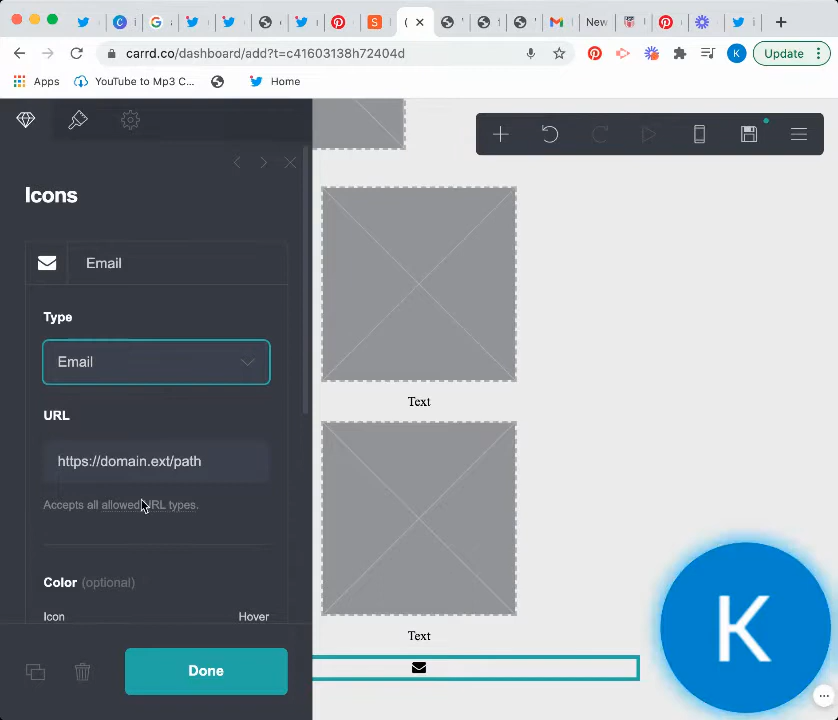 New
carrd.co/dashboard/add?t=c41603138h72404d
K
Update
Apps
YouTube to Mp3 C...
Home
Icons
Email
Type
Email
URL
https://domain.ext/path
Accepts all allowed URL types.
Color (optional)
Icon
Hover
Done
Text
Text
K